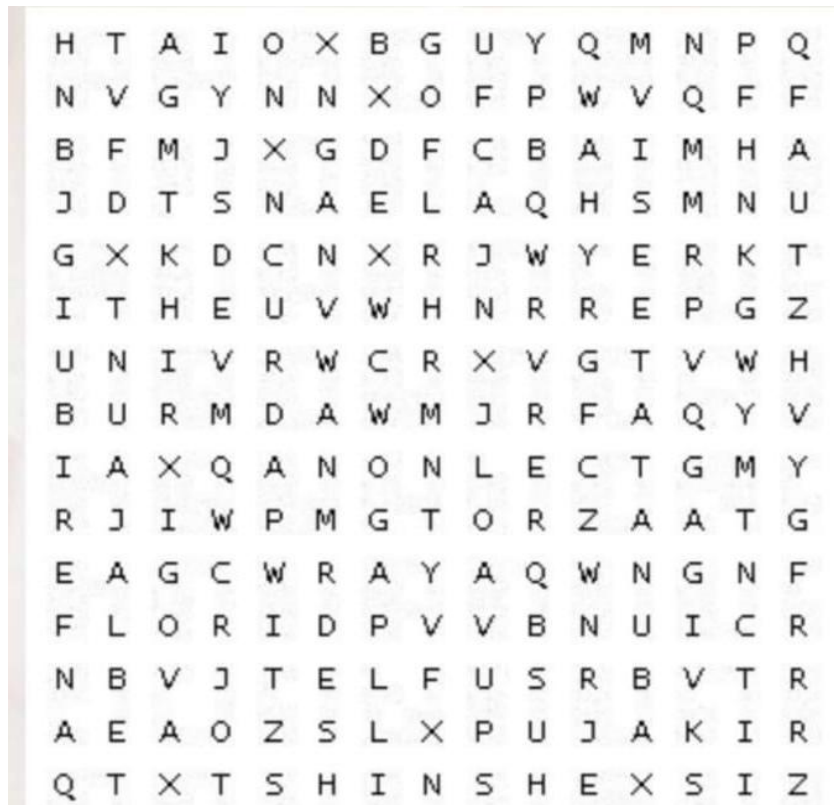 H T A I O X B G U Y Q M N P Q
N V G Y N N X O F P W V Q F F
B F M J X G D F C B A I M H A
J D T S N A E L A Q H S M N U
G X K D C N X R J W Y E R K T
I T H E U V W H N R R E P G Z
U N I V R W C R X V G T V W H
B U R M D A W M J R F A Q Y V
I A X Q A N O N L E C T G M Y
R J I W P M G T O R Z A A T G
E A G C W R A Y A Q W N G N F
F L O R I D P V V B N U I C R
N B V J T E L F U S R B V T R
A E A O Z S L X P U J A K I R
Q T X T S H I N S H E X S I Z